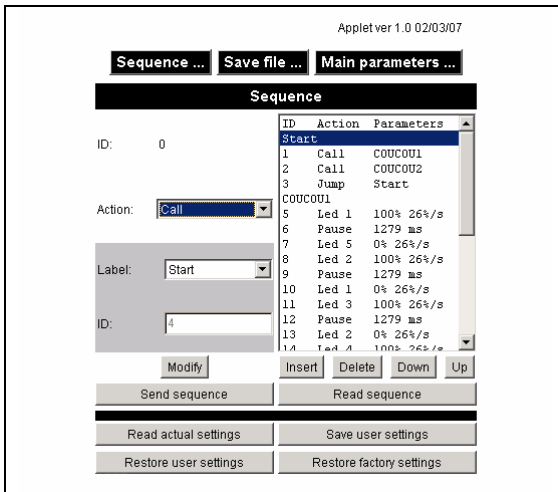 Applet ver 1.0 02/03/07
Sequence ... Save file ... Main parameters ...
Sequence
ID: 0
Action: Call
Label: Start
ID: 4
Modify
ID Action Parameters
Start
1 Call COUCOU1
2 Call COUCOU2
3 Jump Start
COUCOU1
5 Led 1 100% 26%/s
6 Pause 1279 ms
7 Led 5 0% 26%/s
8 Led 2 100% 26%/s
9 Pause 1279 ms
10 Led 1 0% 26%/s
11 Led 3 100% 26%/s
12 Pause 1279 ms
13 Led 2 0% 26%/s
14 Led 4 100% 26%/s
Insert Delete Down Up
Send sequence Read sequence
Read actual settings Save user settings
Restore user settings Restore factory settings